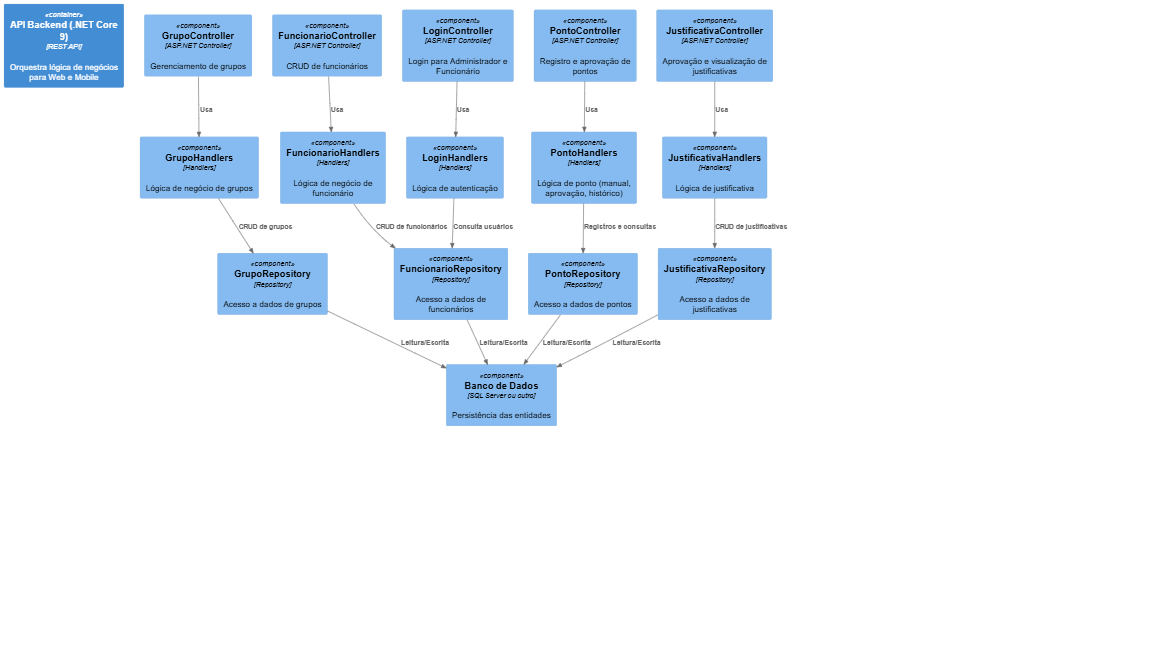 «container»
API Backend (.NET Core
9)
[REST API]
Orquestra lógica de negócios
para Web e Mobile
«component»
GrupoController
[ASP.NET Controller]
Gerenciamento de grupos
«component»
FuncionarioController
[ASP.NET Controller]
CRUD de funcionários
«component»
LoginController
[ASP.NET Controller]
Login para Administrador e
Funcionário
«component»
PontoController
[ASP.NET Controller]
Registro e aprovação de
pontos
«component»
JustificativaController
[ASP.NET Controller]
Aprovação e visualização de
justificativas
Usa
Usa
Usa
Usa
Usa
«component»
GrupoHandlers
[Handlers]
Lógica de negócio de grupos
«component»
FuncionarioHandlers
[Handlers]
Lógica de negócio de
funcionário
«component»
LoginHandlers
[Handlers]
Lógica de autenticação
«component»
PontoHandlers
[Handlers]
Lógica de ponto (manual,
aprovação, histórico)
«component»
JustificativaHandlers
[Handlers]
Lógica de justificativa
CRUD de grupos
CRUD de funcionários
Consulta usuários
Registros e consultas
CRUD de justificativas
«component»
GrupoRepository
[Repository]
Acesso a dados de grupos
«component»
FuncionarioRepository
[Repository]
Acesso a dados de
funcionários
«component»
PontoRepository
[Repository]
Acesso a dados de pontos
«component»
JustificativaRepository
[Repository]
Acesso a dados de
justificativas
Leitura/Escrita
Leitura/Escrita
Leitura/Escrita
Leitura/Escrita
«component»
Banco de Dados
[SQL Server ou outro]
Persistência das entidades